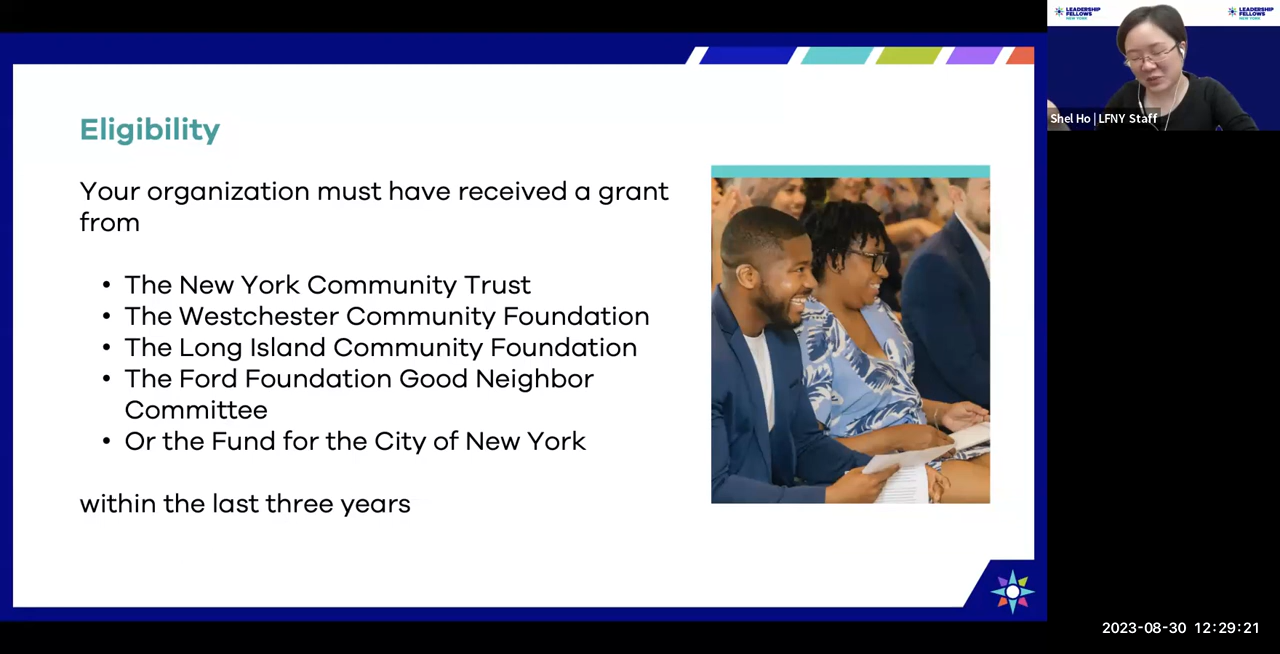 Eligibility
Your organization must have received a grant
from
• The New York Community Trust
• The Westchester Community Foundation
• The Long Island Community Foundation
• The Ford Foundation Good Neighbor
Committee
• Or the Fund for the City of New York
within the last three years
LEADERSHIP
FELLOWS
NEW YORK
LEADERSHIP
FELLOWS
NEW YORK
Shel Ho | LFNY Staff
2023-08-30 12:29:21